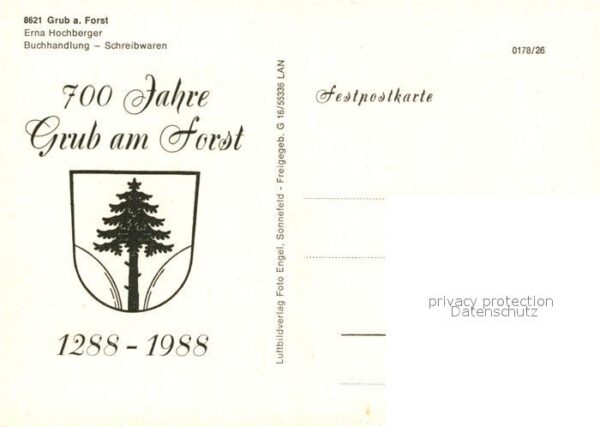 8621 Grub a. Forst
Erna Hochberger
Buchhandlung – Schreibwaren
700 Jahre
Grub am Forst
1288 - 1988
Luftbildverlag Foto Engel, Sonnefeld - Freigegeb. G 16/55336 LAN
0178/26
Festpostkarte
privacy protection
Datenschutz